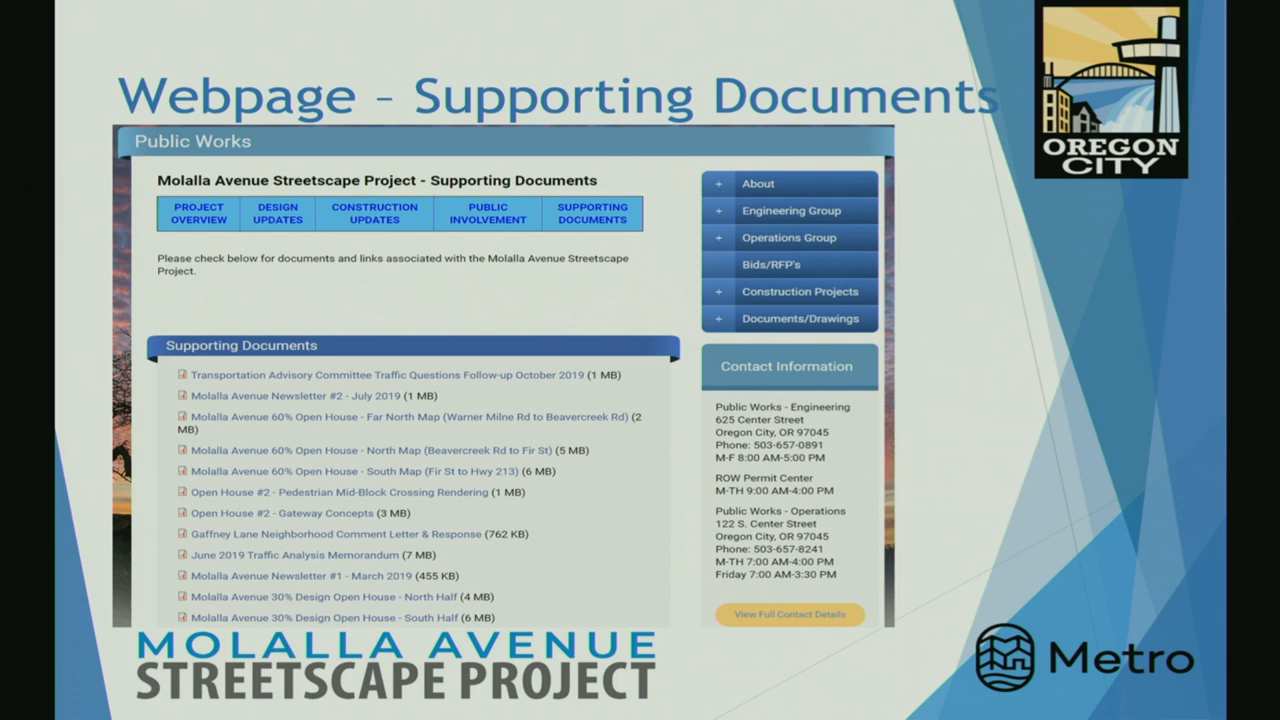 Webpage – Supporting Documents
OREGON
CITY
Public Works
Molalla Avenue Streetscape Project - Supporting Documents
PROJECT OVERVIEW
DESIGN UPDATES
CONSTRUCTION UPDATES
PUBLIC INVOLVEMENT
SUPPORTING DOCUMENTS
Please check below for documents and links associated with the Molalla Avenue Streetscape
Project.
Supporting Documents
Transportation Advisory Committee Traffic Questions Follow-up October 2019 (1 MB)
Molalla Avenue Newsletter #2 - July 2019 (1 MB)
Molalla Avenue 60% Open House - Far North Map (Warner Milne Rd to Beavercreek Rd) (2
MB)
Molalla Avenue 60% Open House - North Map (Beavercreek Rd to Fir St) (5 MB)
Molalla Avenue 60% Open House - South Map (Fir St to Hwy 213) (6 MB)
Open House #2 - Pedestrian Mid-Block Crossing Rendering (1 MB)
Open House #2 - Gateway Concepts (3 MB)
Gaffney Lane Neighborhood Comment Letter & Response (762 KB)
June 2019 Traffic Analysis Memorandum (7 MB)
Molalla Avenue Newsletter #1 - March 2019 (455 KB)
Molalla Avenue 30% Design Open House - North Half (4 MB)
Molalla Avenue 30% Design Open House - South Half (6 MB)
+ About
+ Engineering Group
+ Operations Group
Bids/RFP's
+ Construction Projects
+ Documents/Drawings
Contact Information
Public Works - Engineering
625 Center Street
Oregon City, OR 97045
Phone: 503-657-0891
M-F 8:00 AM-5:00 PM
ROW Permit Center
M-TH 9:00 AM-4:00 PM
Public Works - Operations
122 S. Center Street
Oregon City, OR 97045
Phone: 503-657-8241
M-TH 7:00 AM-4:00 PM
Friday 7:00 AM-3:30 PM
View Full Contact Details
MOLALLA AVENUE
STREETSCAPE PROJECT
Metro